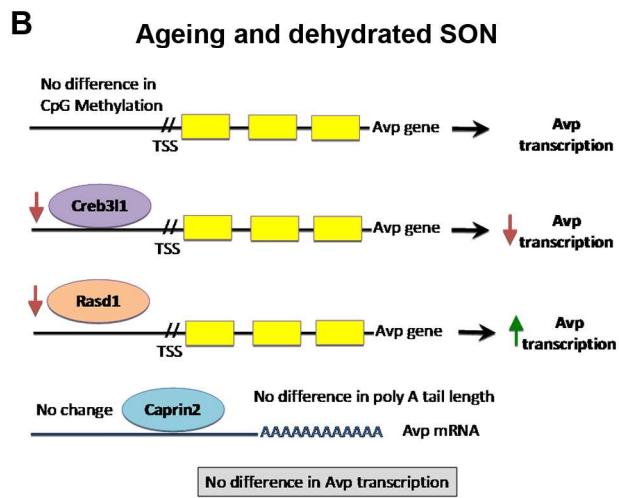 B
Ageing and dehydrated SON
No difference in
CpG Methylation
//
TSS
Avp gene
Avp
transcription
Creb3l1
//
TSS
Avp gene
Avp
transcription
Rasd1
//
TSS
Avp gene
Avp
transcription
No change
Caprin2
No difference in poly A tail length
AAAAAAAAAAAA
Avp mRNA
No difference in Avp transcription